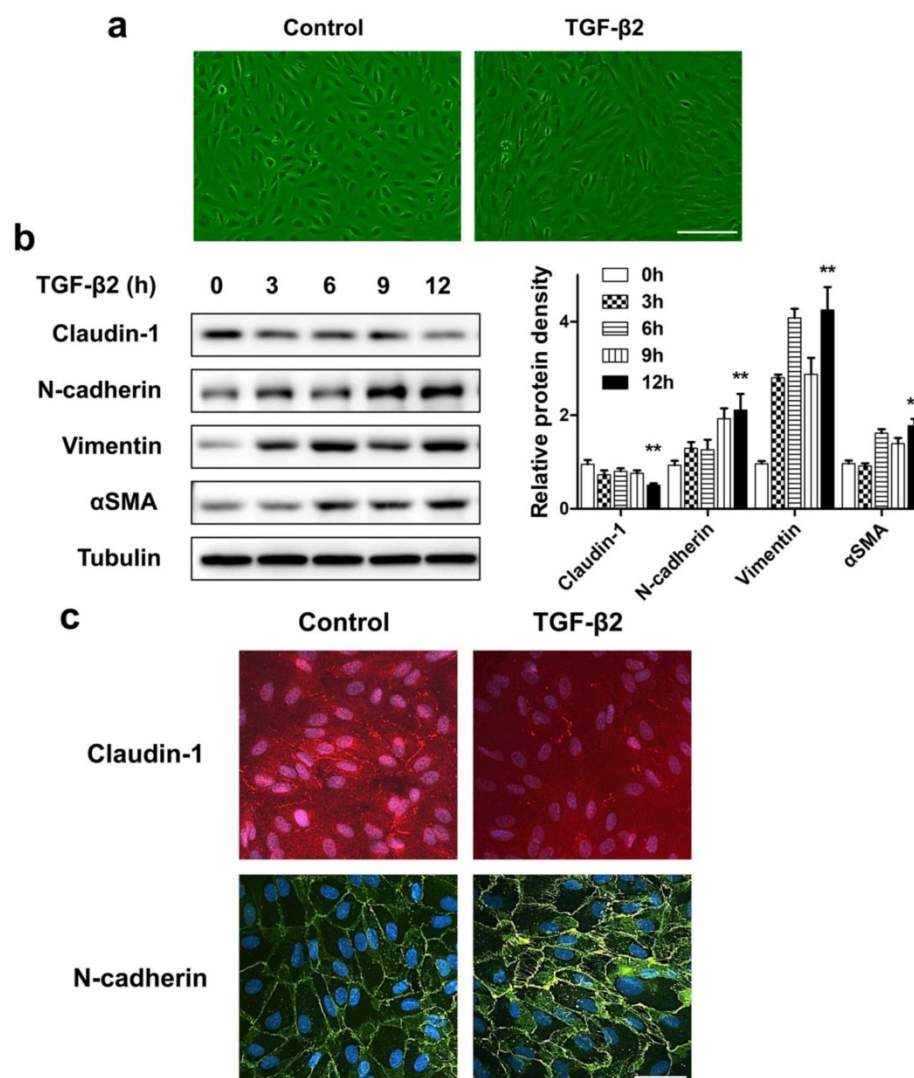 a
Control TGF-β2
b
TGF-β2 (h) 0 3 6 9 12
Claudin-1
N-cadherin
Vimentin
αSMA
Tubulin
Relative protein density
4
2
0
0h
3h
6h
9h
12h
**
**
**
*
Claudin-1
N-cadherin
Vimentin
αSMA
c
Control TGF-β2
Claudin-1
N-cadherin